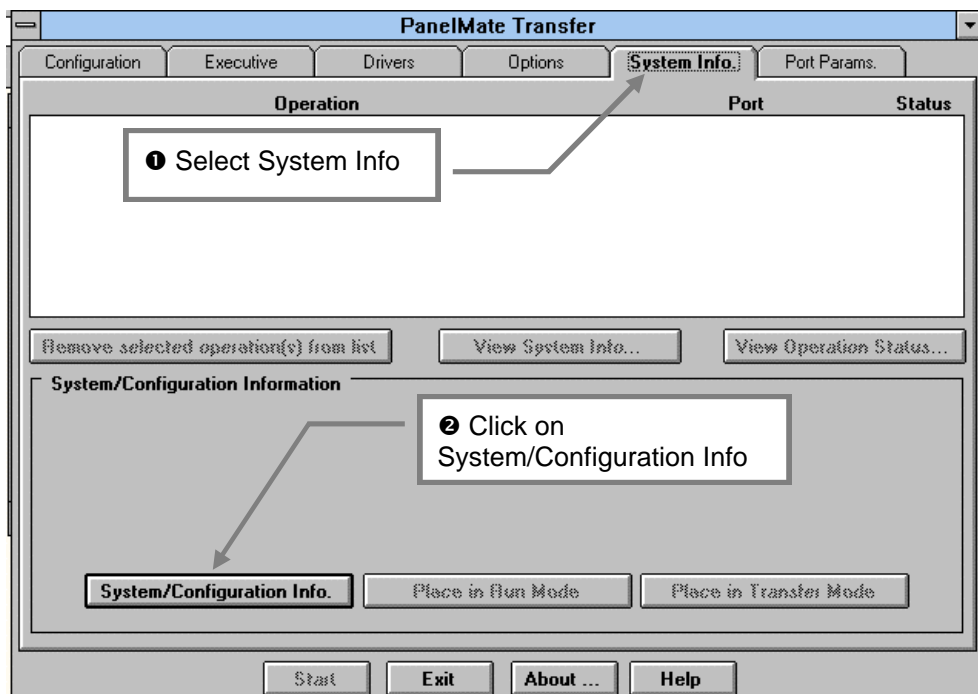 PanelMate Transfer
Configuration Executive Drivers Options System Info. Port Params.
Operation Port Status
❶ Select System Info
Remove selected operation(s) from list View System Info... View Operation Status...
System/Configuration Information
❷ Click on
System/Configuration Info
System/Configuration Info. Place in Run Mode Place in Transfer Mode
Start Exit About ... Help